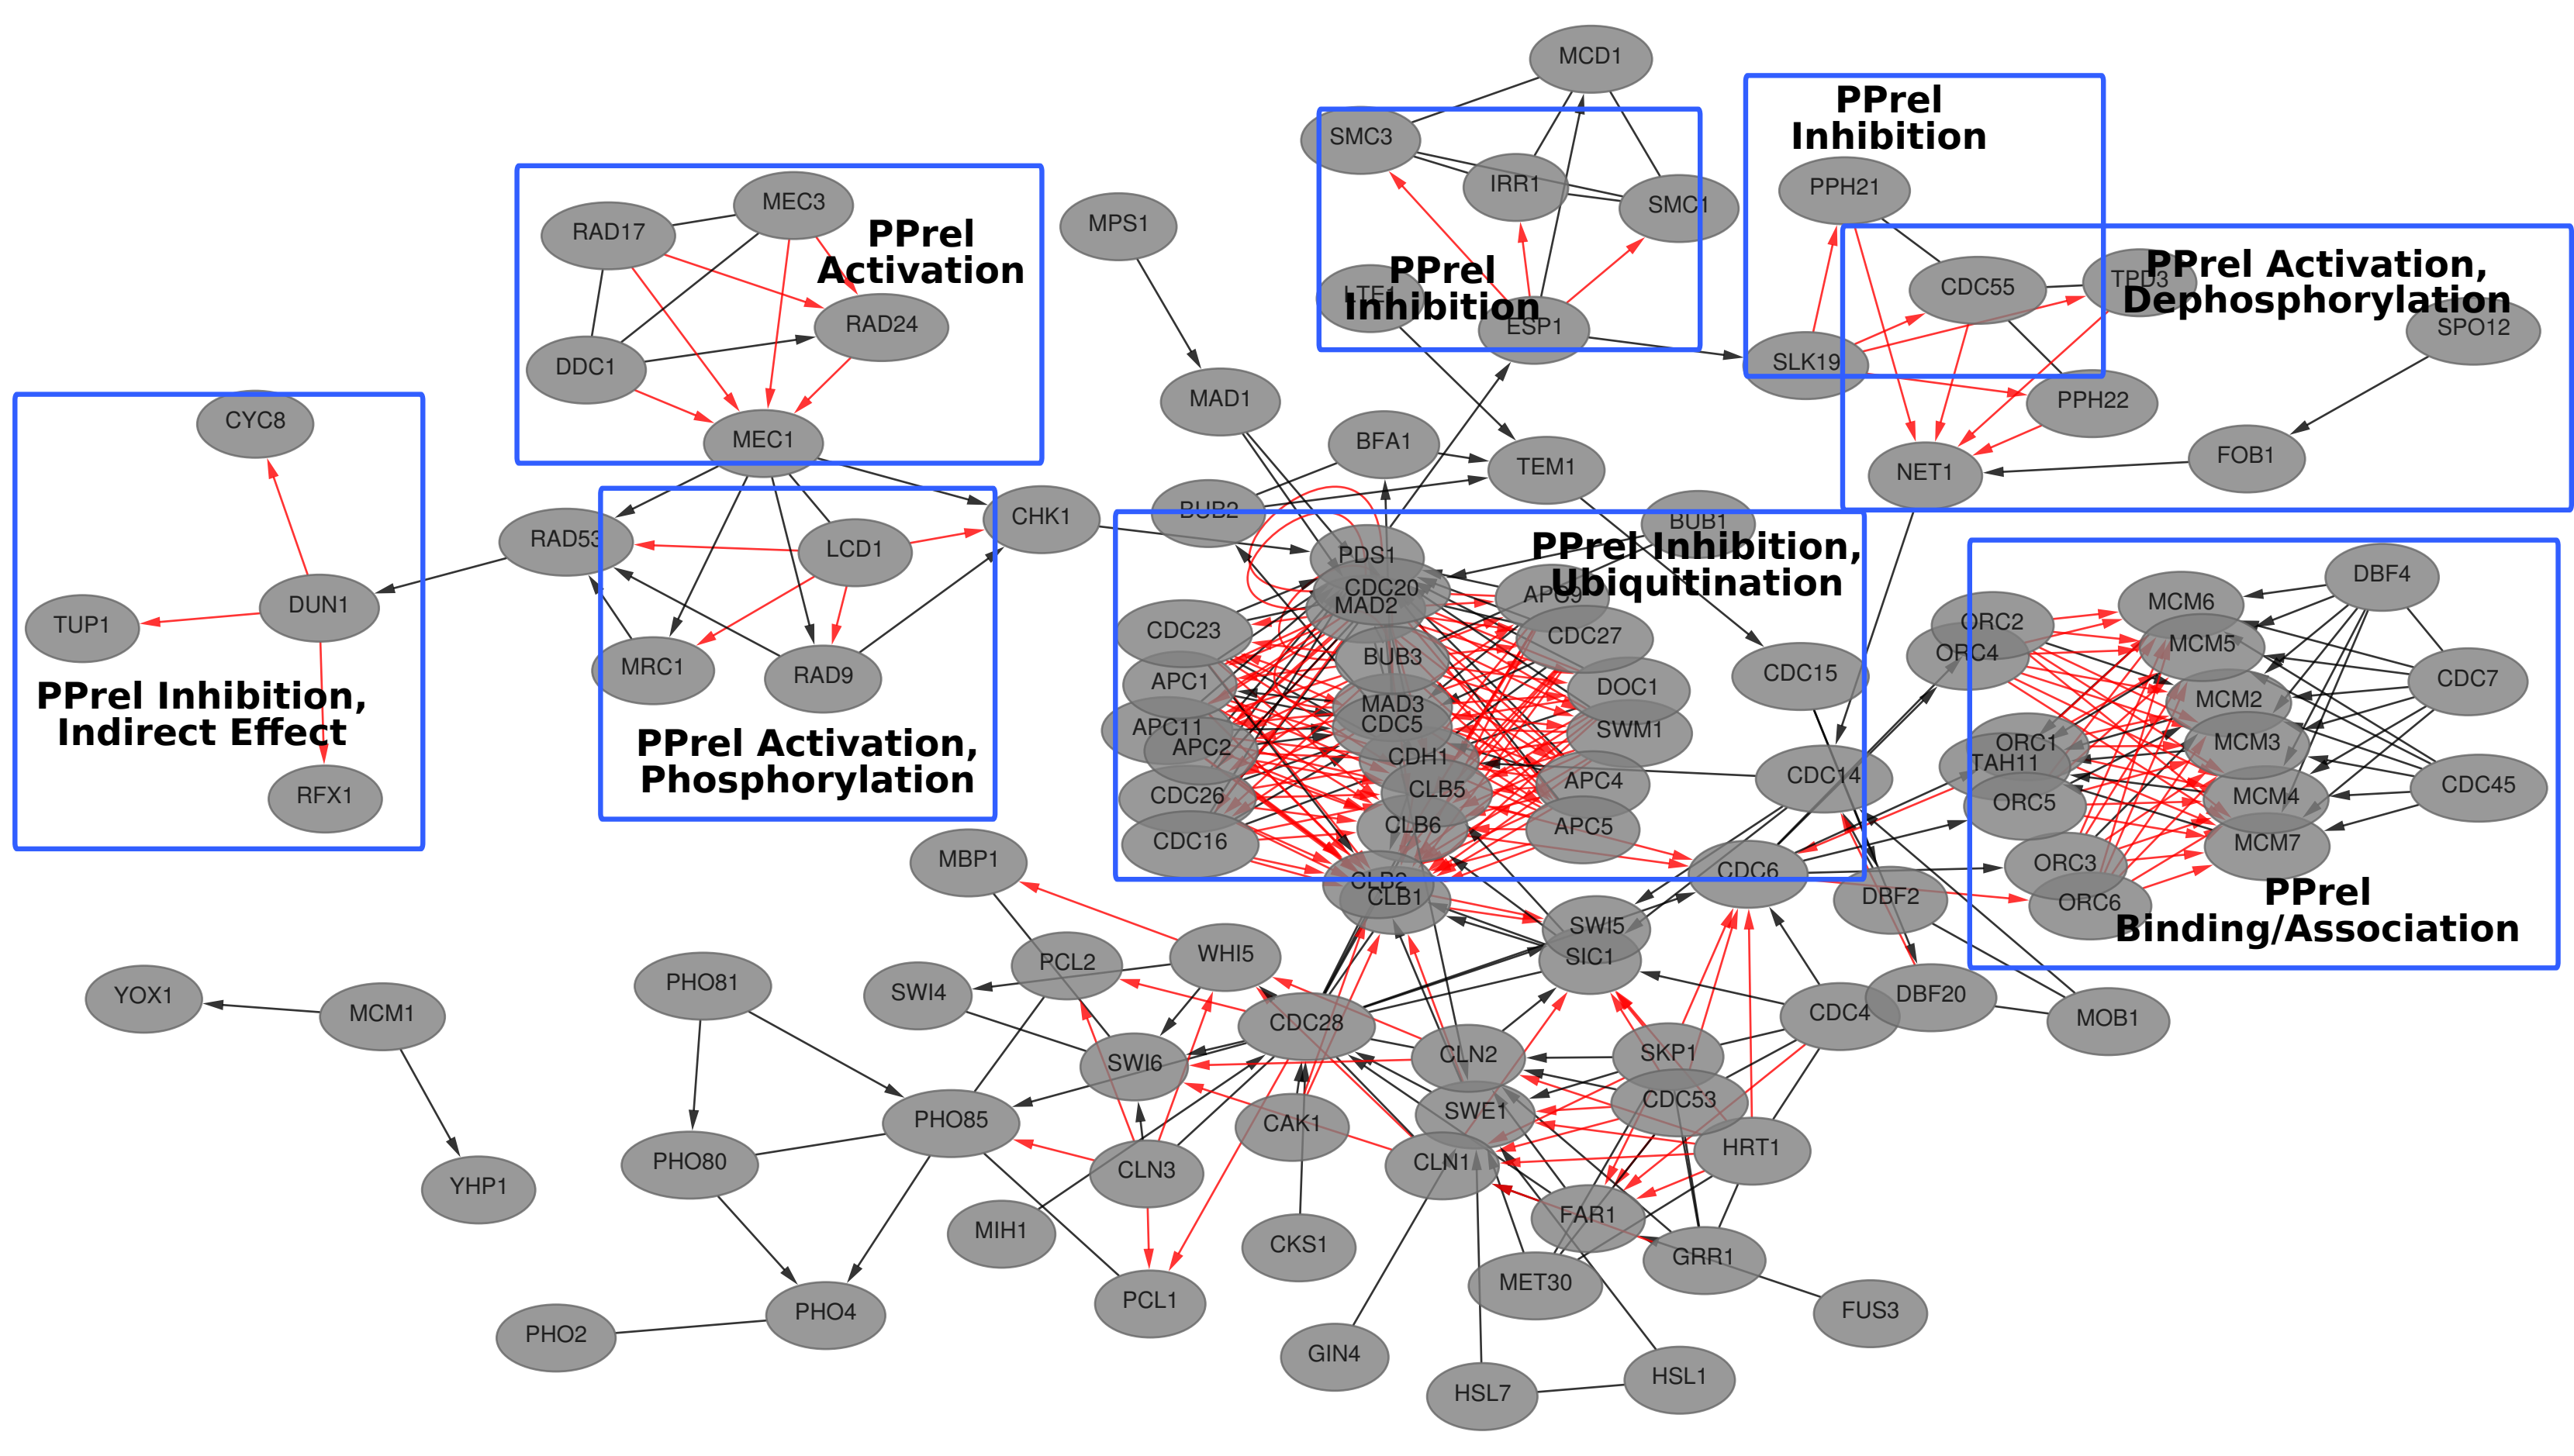 MCD1
PPrel
Inhibition
SMC3
IRR1
SMC1
PPH21
MEC3
RAD17
PPrel
Activation
MPS1
PPrel
Inhibition
LTE1
ESP1
CDC55
TPD3
PPrel Activation,
Dephosphorylation
SPO12
RAD24
DDC1
SLK19
MAD1
PPH22
CYC8
MEC1
BFA1
TEM1
FOB1
NET1
BUB2
BUB1
CHK1
RAD53
LCD1
PPrel Inhibition,
Ubiquitination
PDS1
CDC20
MAD2
APC9
DBF4
DUN1
TUP1
MCM6
ORC2
CDC23
CDC27
MCM5
ORC4
BUB3
MRC1
RAD9
APC1
DOC1
CDC15
CDC7
PPrel Inhibition,
Indirect Effect
MCM2
MAD3
CDC5
APC11
APC2
SWM1
ORC1
MCM3
PPrel Activation,
Phosphorylation
CDH1
TAH11
CDC14
APC4
CLB5
RFX1
CDC26
ORC5
MCM4
CDC45
CLB6
APC5
CDC16
MCM7
MBP1
ORC3
CDC6
CLB2
CLB1
DBF2
ORC6
PPrel
Binding/Association
SWI5
SIC1
WHI5
PCL2
PHO81
SWI4
YOX1
MCM1
DBF20
CDC4
MOB1
CDC28
SWI6
CLN2
SKP1
CDC53
SWE1
PHO85
CAK1
HRT1
PHO80
CLN3
CLN1
YHP1
FAR1
MIH1
CKS1
GRR1
MET30
PCL1
PHO4
FUS3
PHO2
GIN4
HSL7
HSL1